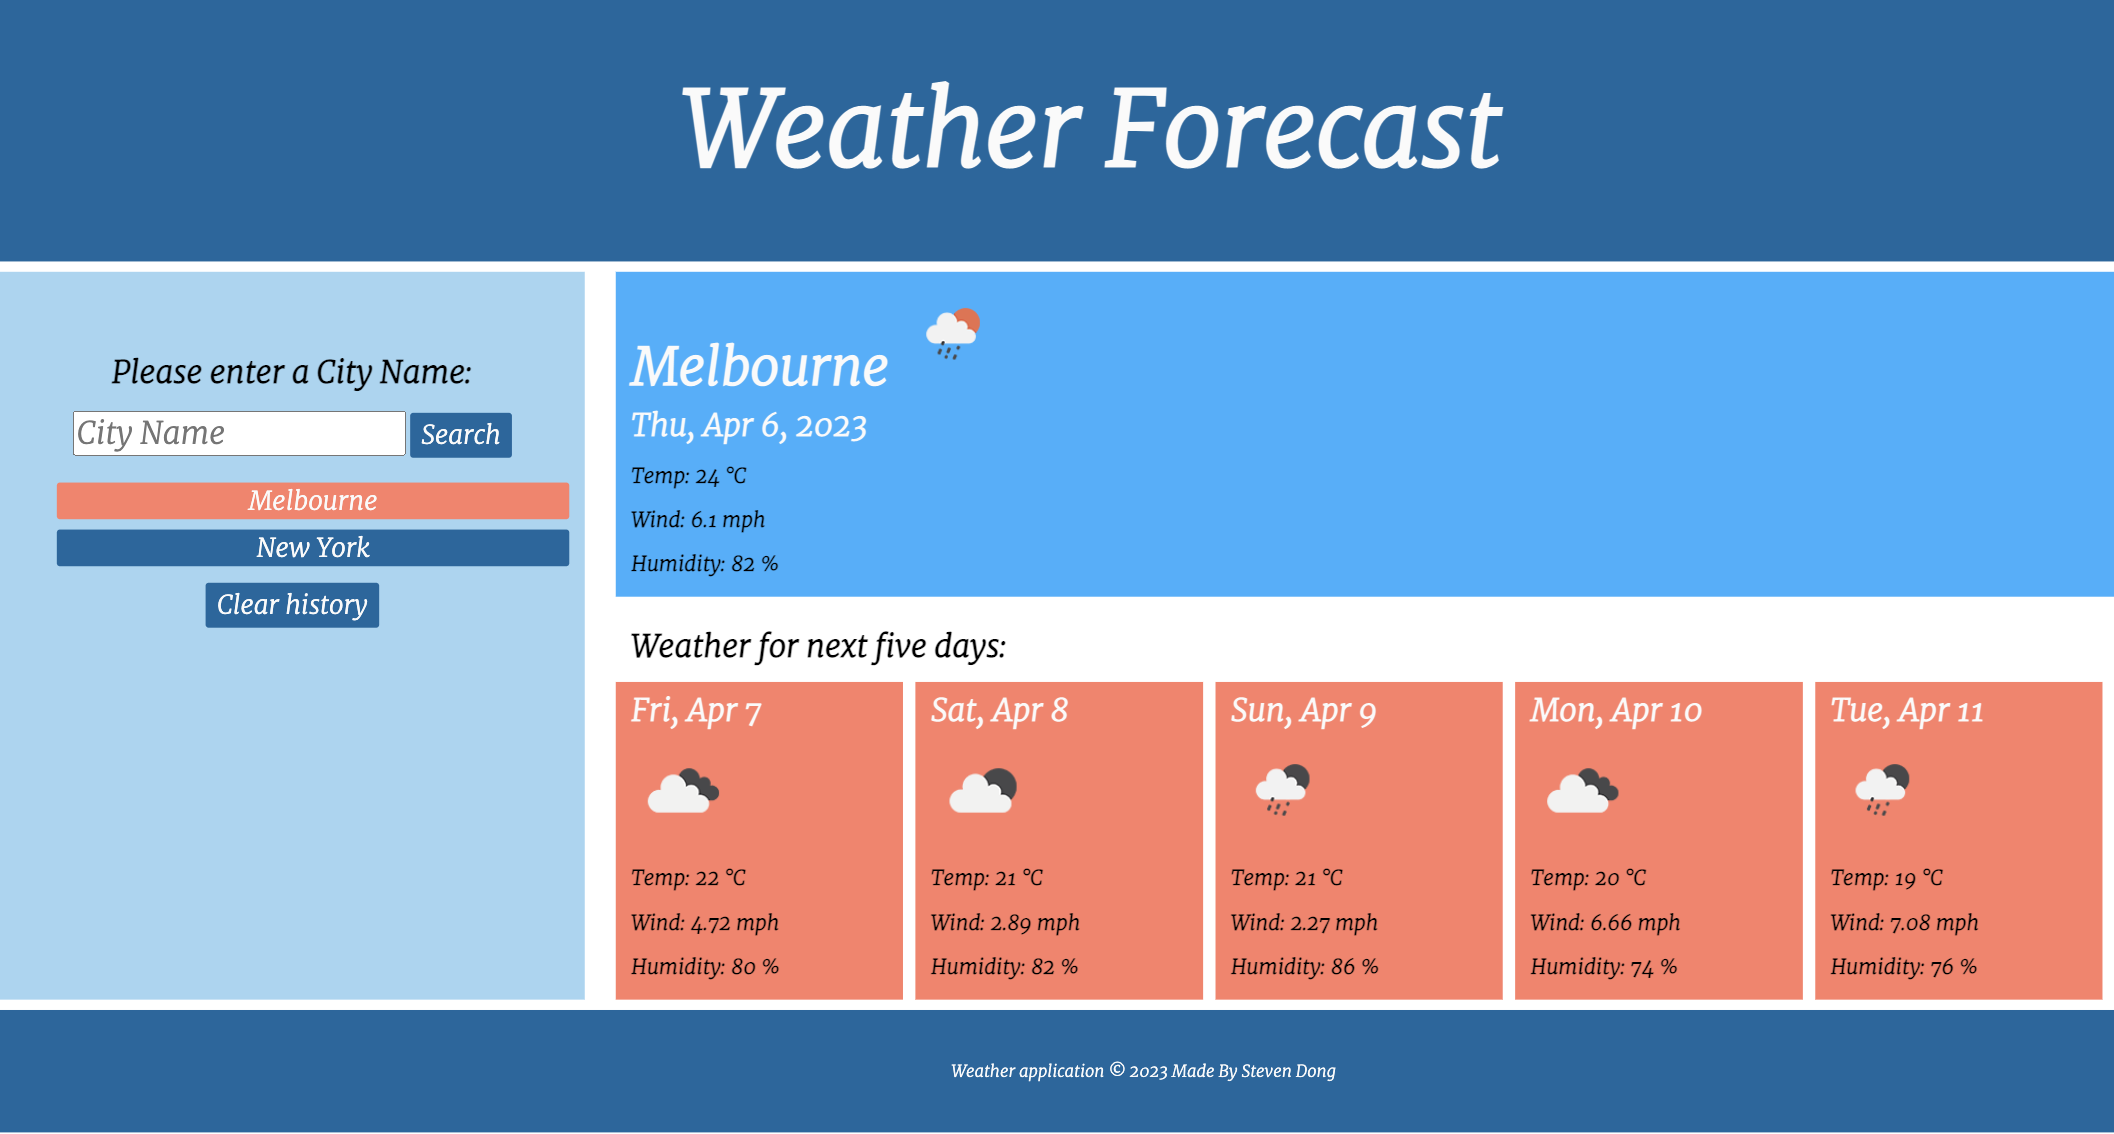 Weather Forecast
Please enter a City Name:
City Name
Search
Melbourne
New York
Clear history
Melbourne
Thu, Apr 6, 2023
Temp: 24 °C
Wind: 6.1 mph
Humidity: 82 %
Weather for next five days:
Fri, Apr 7
Temp: 22 °C
Wind: 4.72 mph
Humidity: 80 %
Sat, Apr 8
Temp: 21 °C
Wind: 2.89 mph
Humidity: 82 %
Sun, Apr 9
Temp: 21 °C
Wind: 2.27 mph
Humidity: 86 %
Mon, Apr 10
Temp: 20 °C
Wind: 6.66 mph
Humidity: 74 %
Tue, Apr 11
Temp: 19 °C
Wind: 7.08 mph
Humidity: 76 %
Weather application © 2023 Made By Steven Dong